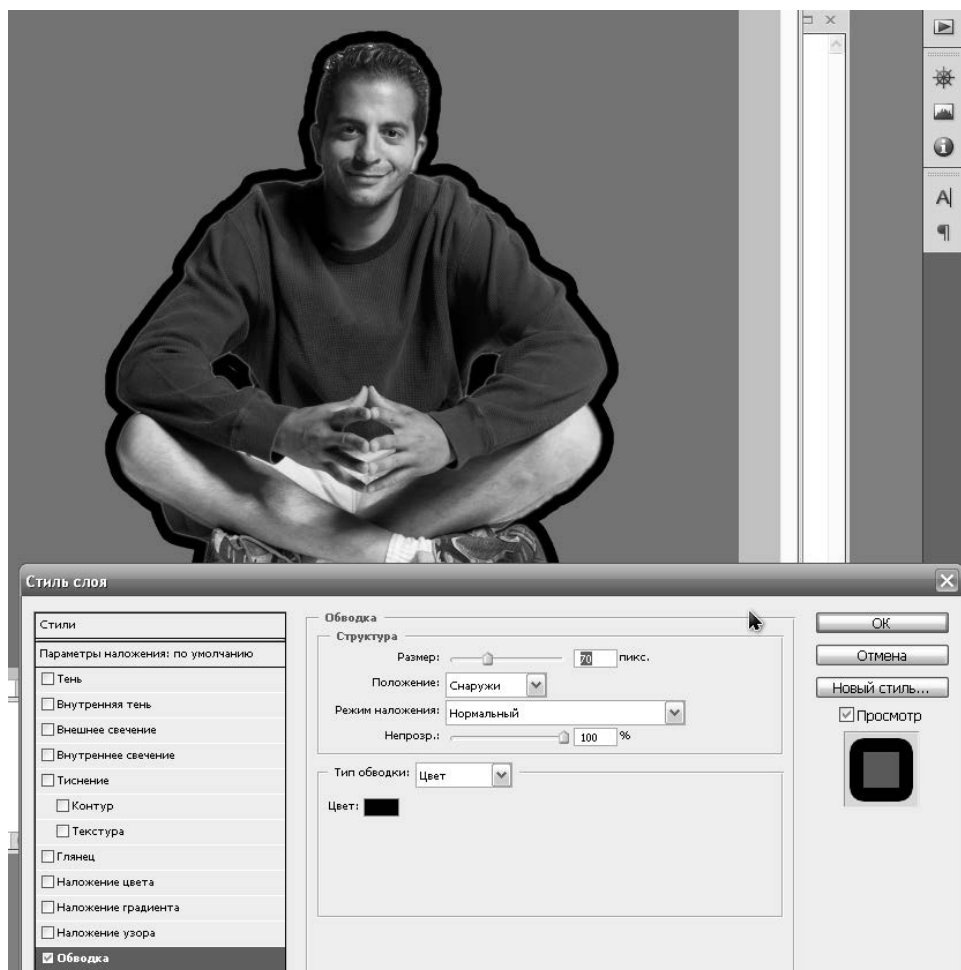 A
¶
Стиль слоя
Стили
Параметры наложения: по умолчанию
Тень
Внутренняя тень
Внешнее свечение
Внутреннее свечение
Тиснение
Контур
Текстура
Глянец
Наложение цвета
Наложение градиента
Наложение узора
Обводка
Обводка
Структура
Размер: 70 пикс.
Положение: Снаружи
Режим наложения: Нормальный
Непрозр.: 100 %
Тип обводки: Цвет
Цвет:
ОК
Отмена
Новый стиль...
Просмотр